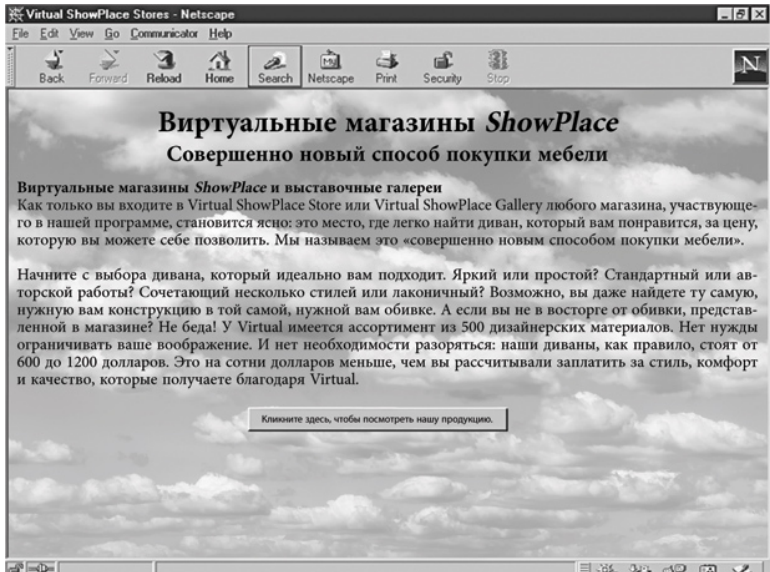 Virtual ShowPlace Stores - Netscape
File Edit View Go Communicator Help
Back Forward Reload Home Search Netscape Print Security Stop
My
N
Виртуальные магазины ShowPlace
Совершенно новый способ покупки мебели
Виртуальные магазины ShowPlace и выставочные галереи
Как только вы входите в Virtual ShowPlace Store или Virtual ShowPlace Gallery любого магазина, участвующе-
го в нашей программе, становится ясно: это место, где легко найти диван, который вам понравится, за цену,
которую вы можете себе позволить. Мы называем это «совершенно новым способом покупки мебели».
Начните с выбора дивана, который идеально вам подходит. Яркий или простой? Стандартный или ав-
торской работы? Сочетающий несколько стилей или лаконичный? Возможно, вы даже найдете ту самую,
нужную вам конструкцию в той самой, нужной вам обивке. А если вы не в восторге от обивки, представ-
ленной в магазине? Не беда! У Virtual имеется ассортимент из 500 дизайнерских материалов. Нет нужды
ограничивать ваше воображение. И нет необходимости разоряться: наши диваны, как правило, стоят от
600 до 1200 долларов. Это на сотни долларов меньше, чем вы рассчитывали заплатить за стиль, комфорт
и качество, которые получаете благодаря Virtual.
Кликните здесь, чтобы посмотреть нашу продукцию.